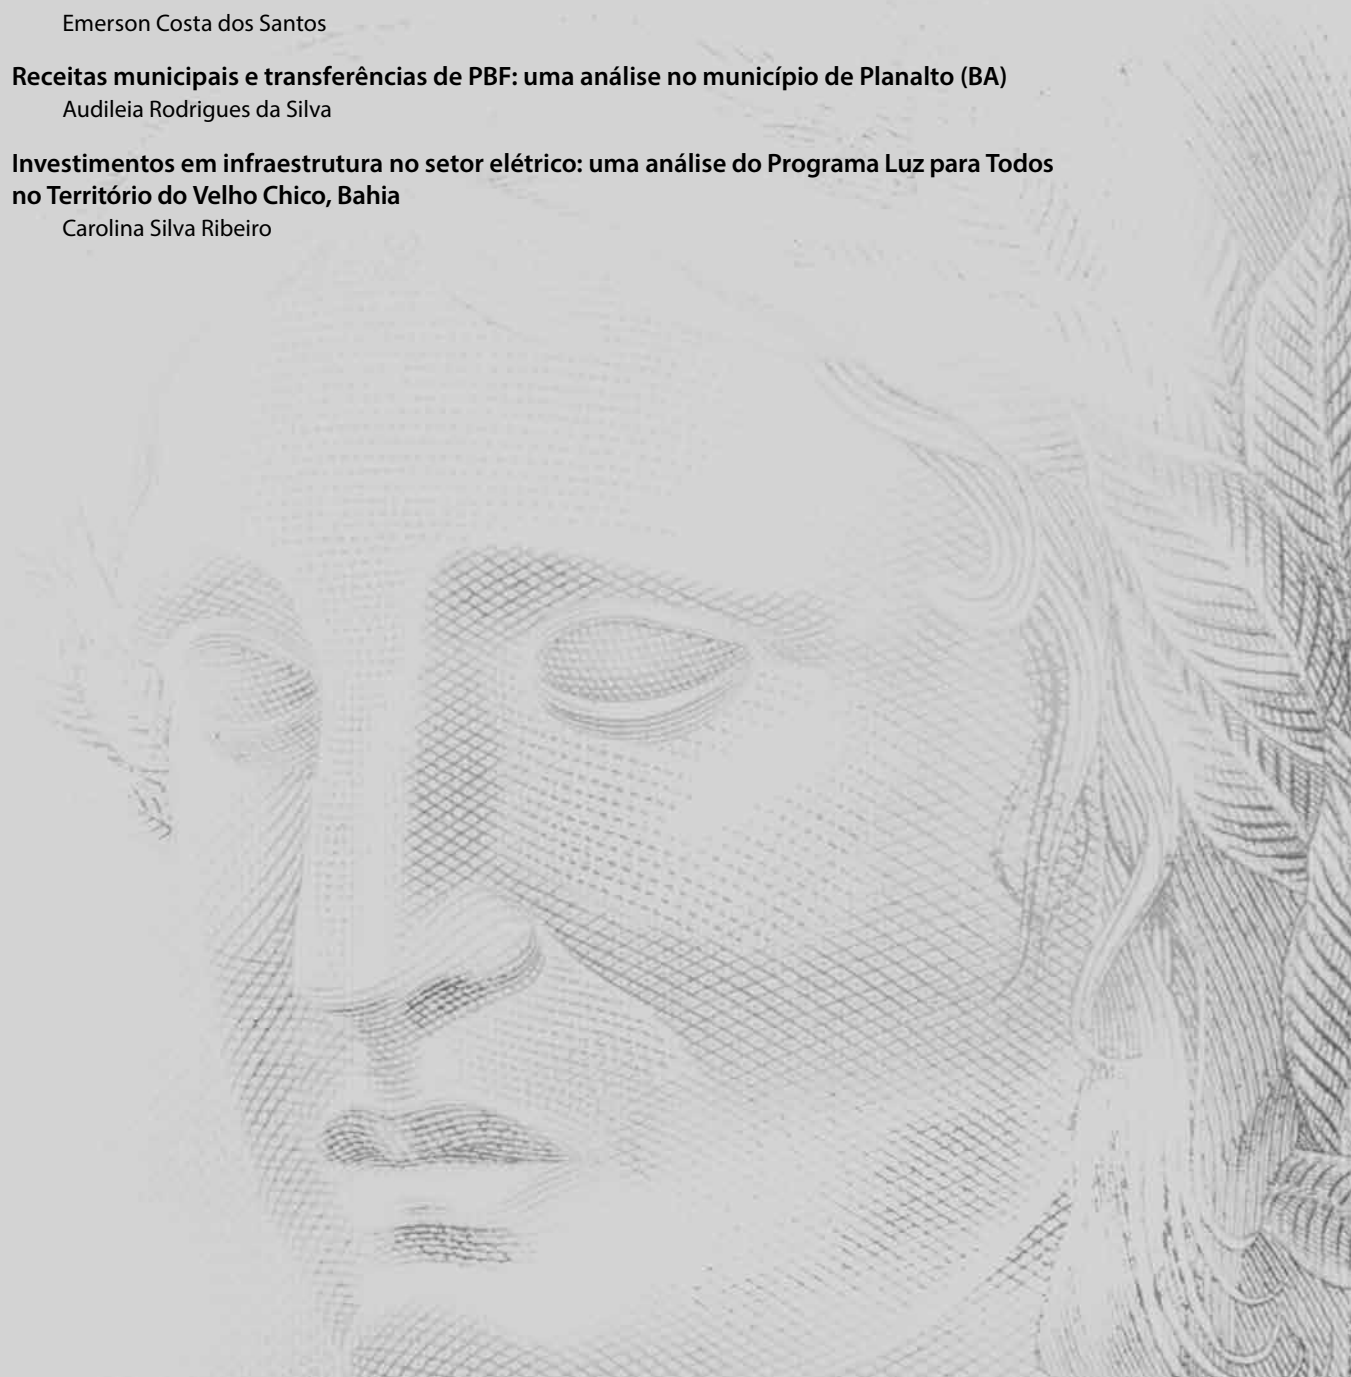 Emerson Costa dos Santos
Receitas municipais e transferências de PBF: uma análise no município de Planalto (BA)
Audileia Rodrigues da Silva
Investimentos em infraestrutura no setor elétrico: uma análise do Programa Luz para Todos
no Território do Velho Chico, Bahia
Carolina Silva Ribeiro